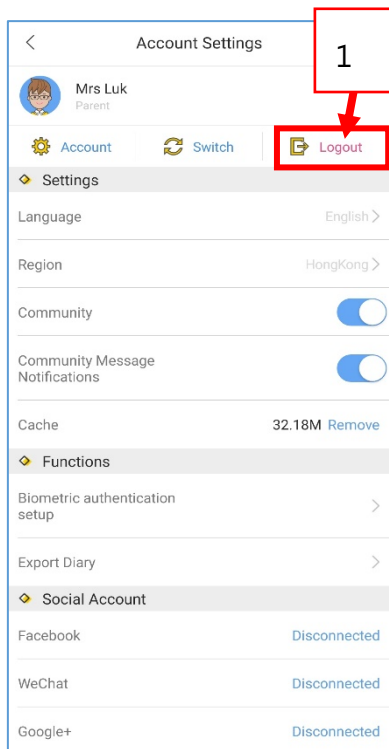 Account Settings
1
Mrs Luk
Parent
Account Switch Logout
Settings
Language English
Region HongKong
Community
Community Message
Notifications
Cache 32.18M Remove
Functions
Biometric authentication
setup
Export Diary
Social Account
Facebook Disconnected
WeChat Disconnected
Google+ Disconnected